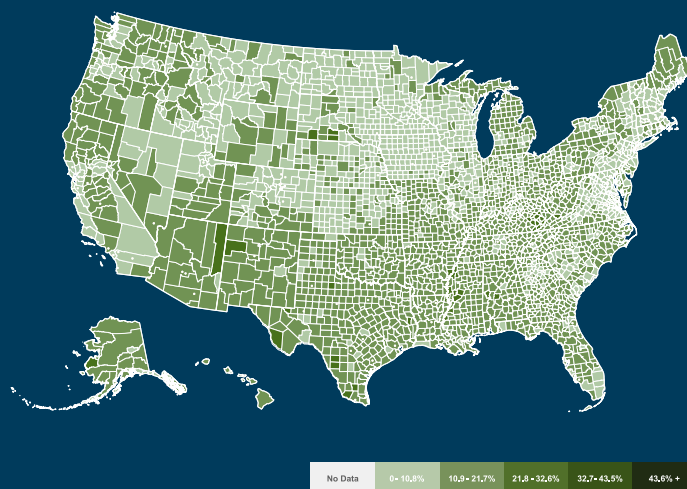 No Data 0- 10.8% 10.9 - 21.7% 21.8 - 32.6% 32.7- 43.5% 43.6% +